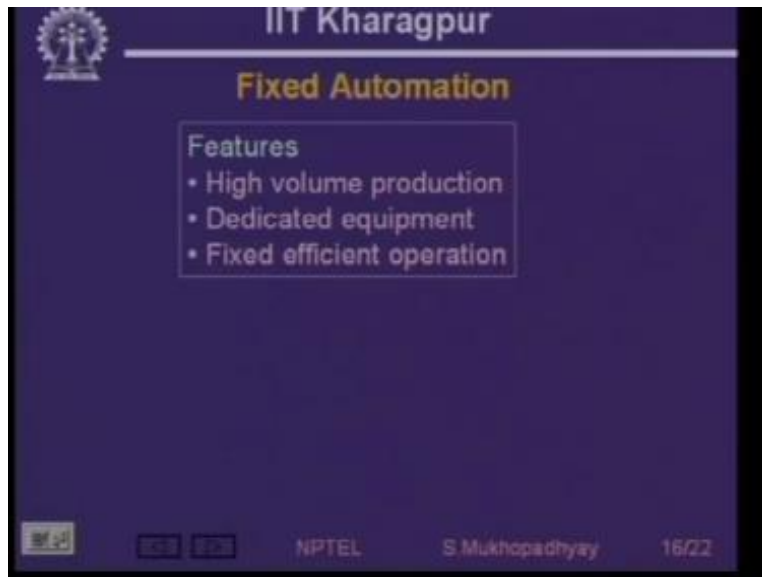 IIT Kharagpur
Fixed Automation
Features
• High volume production
• Dedicated equipment
• Fixed efficient operation
NPTEL S.Mukhopadhyay 16/22